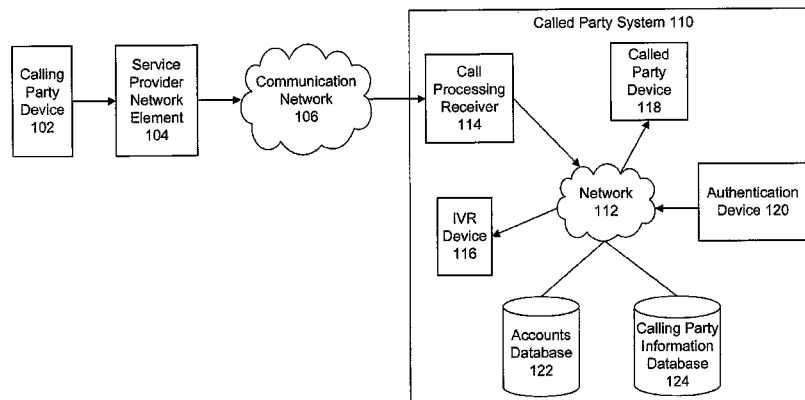 Called Party System 110
Calling
Party
Device
102
Service
Provider
Network
Element
104
Communication
Network
106
Call
Processing
Receiver
114
Called
Party
Device
118
Network
112
Authentication
Device 120
IVR
Device
116
Accounts
Database
122
Calling Party
Information
Database
124